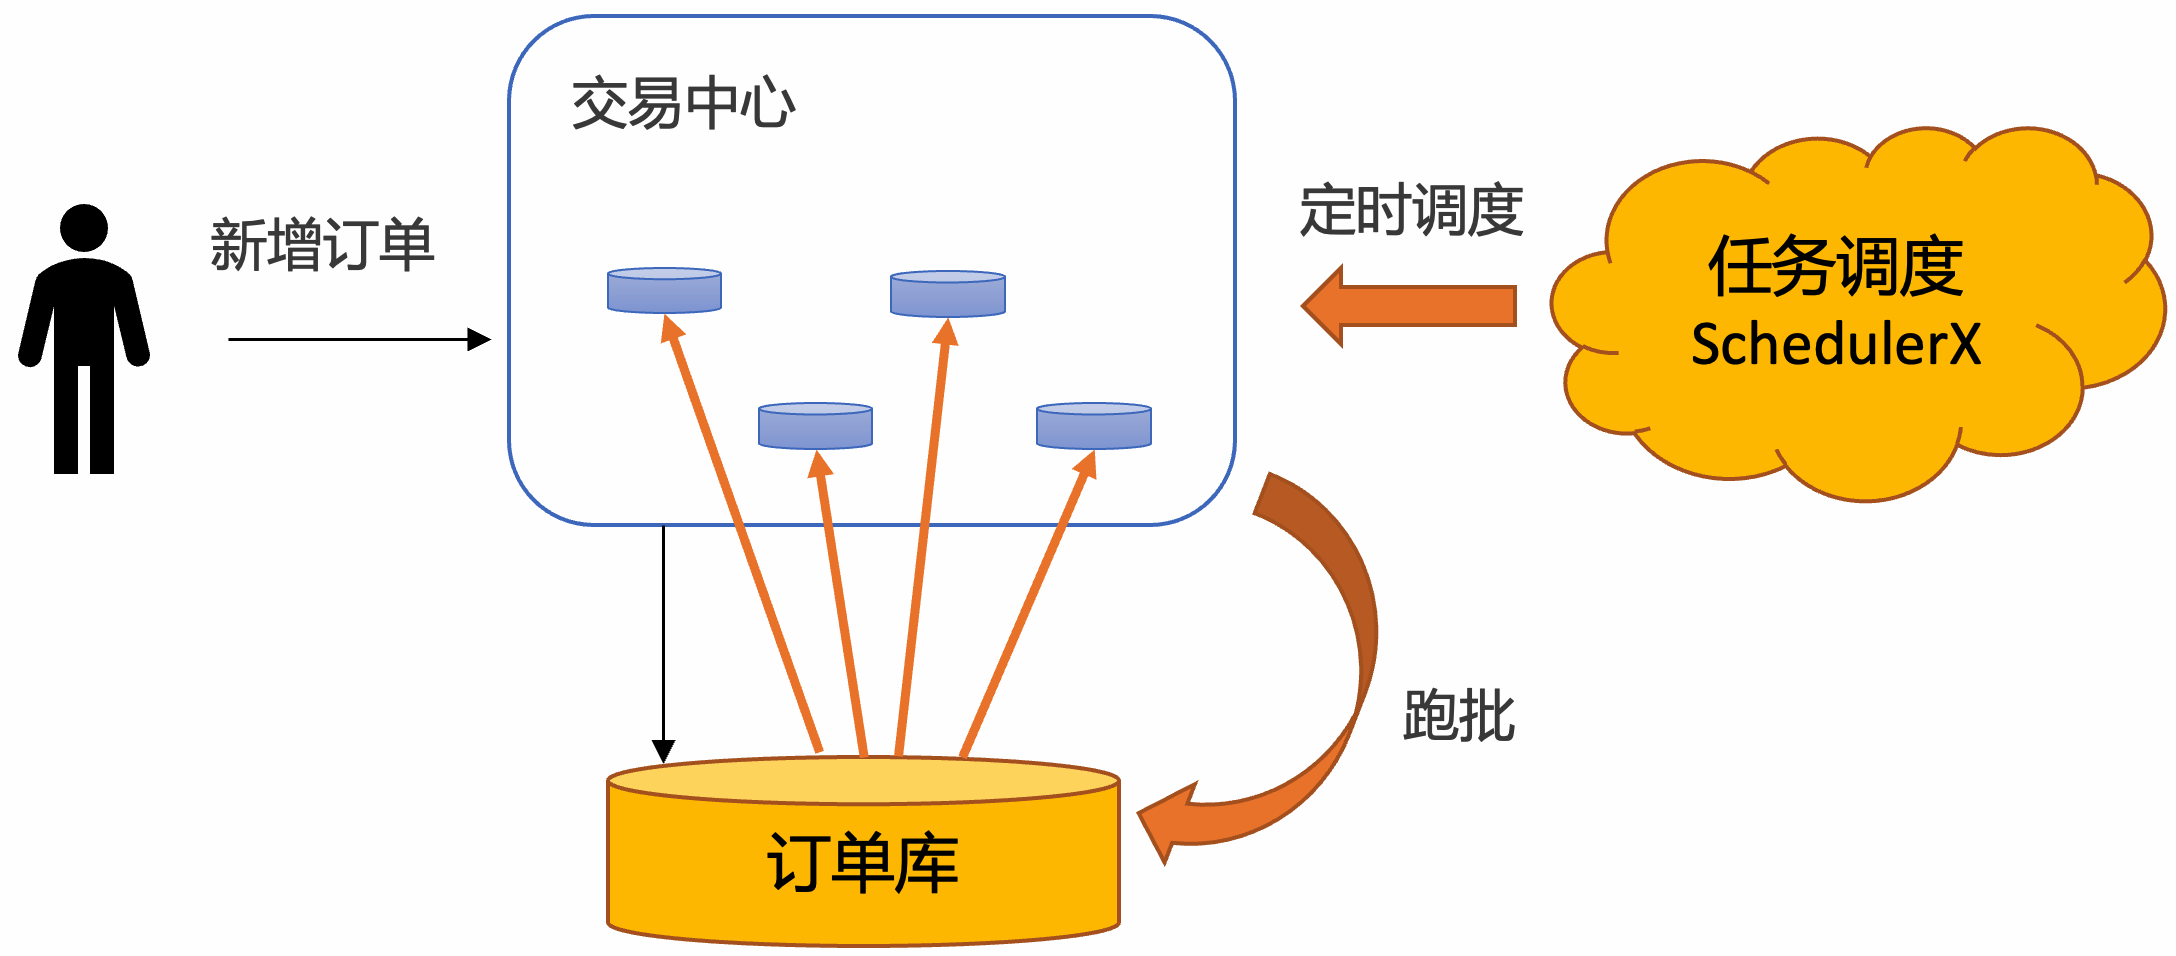 交易中心
新增订单
定时调度
任务调度
SchedulerX
跑批
订单库